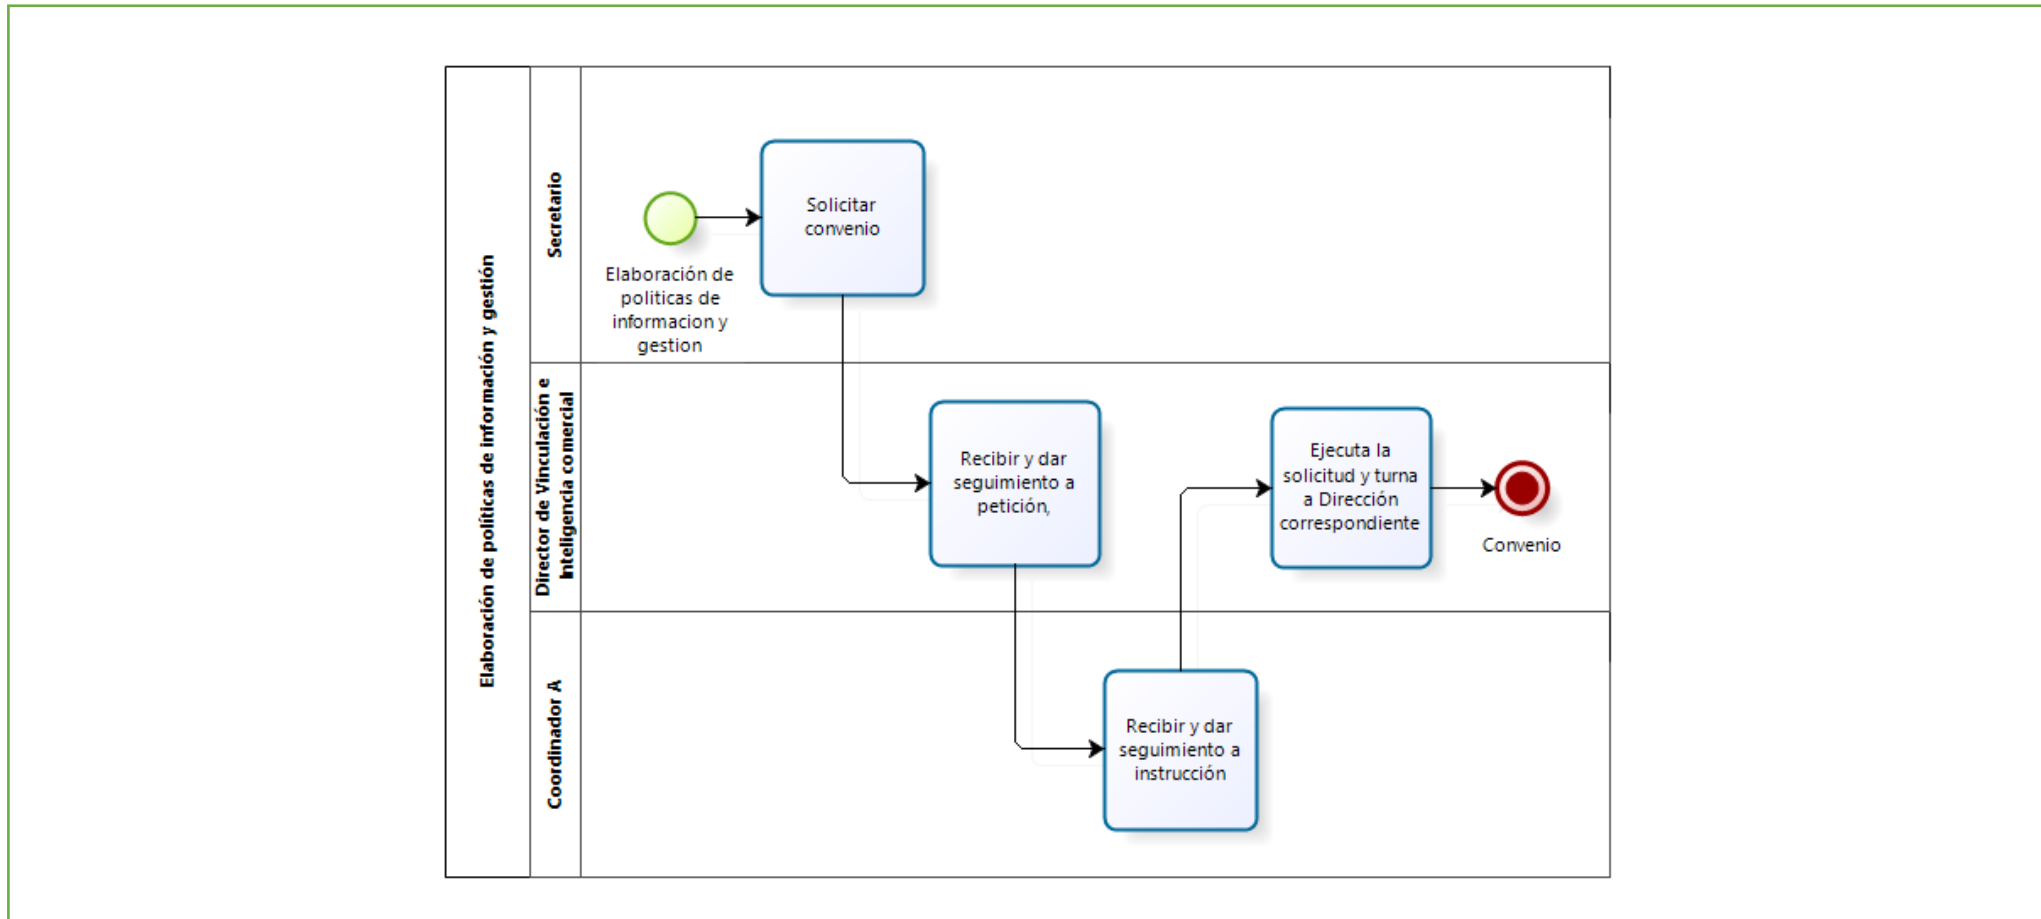 Elaboración de políticas de información y gestión
Secretario
Solicitar
convenio
Elaboración de
politicas de
informacion y
gestion
Director de Vinculación e
Inteligencia comercial
Recibir y dar
seguimiento a
petición,
Ejecuta la
solicitud y turna
a Dirección
correspondiente
Convenio
Coordinador A
Recibir y dar
seguimiento a
instrucción